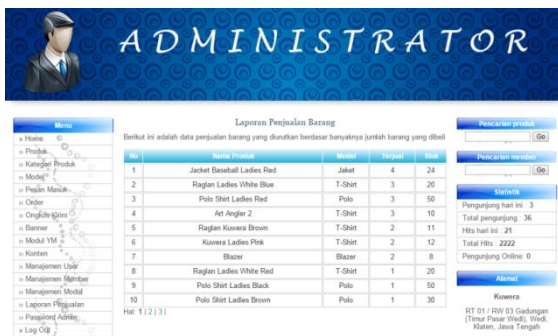 ADMINISTRATOR
Menu
» Home
» Produk
» Kategori Produk
» Model
» Pesan Masuk
» Order
» Ongkos Kirim
» Banner
» Modul YM
» Konten
» Manajemen User
» Manajemen Member
» Manajemen Modul
» Laporan Penjualan
» Password Admin
» Log Out
Laporan Penjualan Barang
Berikut ini adalah data penjualan barang yang diurutkan berdasar banyaknya jumlah barang yang dibeli
No Nama Produk Model Terjual Stok
1 Jacket Baseball Ladies Red Jaket 4 24
2 Raglan Ladies White Blue T-Shirt 3 20
3 Polo Shirt Ladies Red Polo 3 50
4 Art Angler 2 T-Shirt 3 10
5 Raglan Kuwera Brown T-Shirt 2 11
6 Kuwera Ladies Pink T-Shirt 2 12
7 Blazer Blazer 2 8
8 Raglan Ladies White Red T-Shirt 1 20
9 Polo Shirt Ladies Black Polo 1 50
10 Polo Shirt Ladies Brown Polo 1 30
Hal: 1 | 2 | 3 |
Pencarian produk
Go
Pencarian member
Go
Statistik
Pengunjung hari ini : 3
Total pengunjung : 36
Hits hari ini : 21
Total Hits : 2222
Pengunjung Online: 0
Alamat
Kuwera
RT 01 / RW 03 Gadungan
(Timur Pasar Wedi), Wedi,
Klaten, Jawa Tengah.